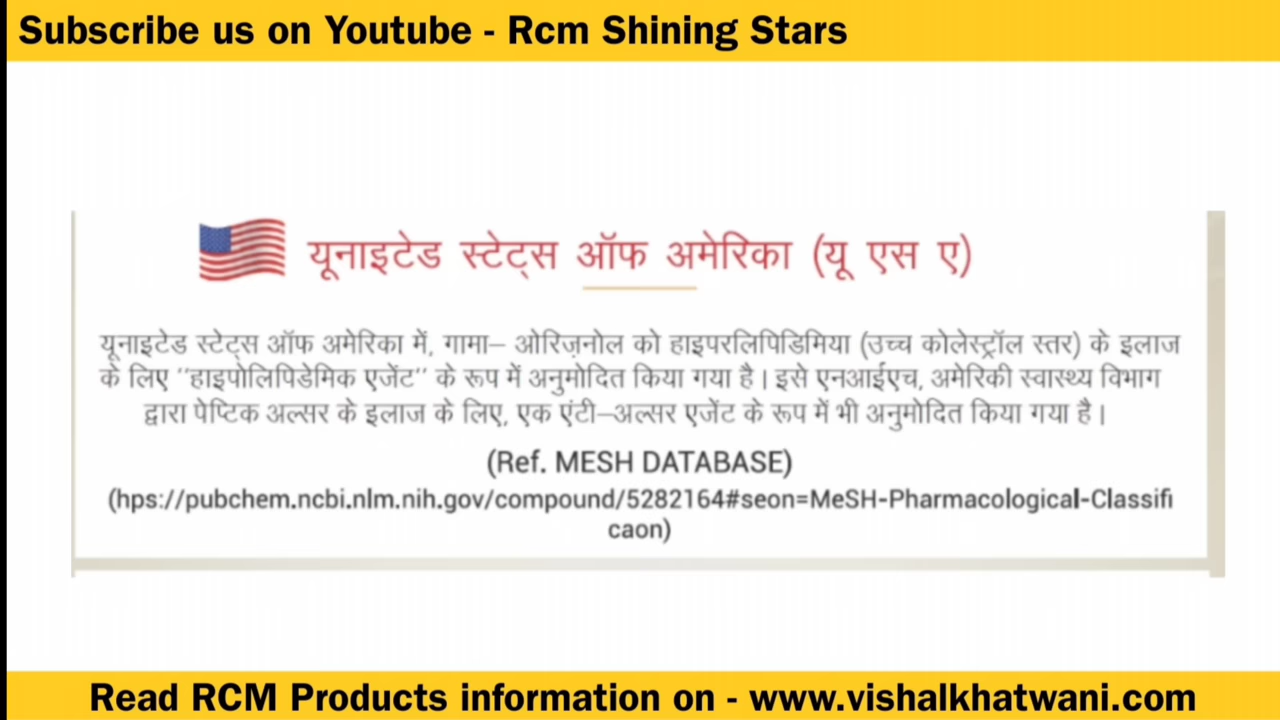 Subscribe us on Youtube - Rcm Shining Stars
यूनाइटेड स्टेट्स ऑफ अमेरिका (यू एस ए)
यूनाइटेड स्टेट्स ऑफ अमेरिका में, गामा– ओरिज़नोल को हाइपरलिपिडिमिया (उच्च कोलेस्ट्रॉल स्तर) के इलाज
के लिए ‘‘हाइपोलिपिडेमिक एजेंट’’ के रूप में अनुमोदित किया गया है। इसे एनआईएच, अमेरिकी स्वास्थ्य विभाग
द्वारा पेप्टिक अल्सर के इलाज के लिए, एक एंटी–अल्सर एजेंट के रूप में भी अनुमोदित किया गया है।
(Ref. MESH DATABASE)
(hps://pubchem.ncbi.nlm.nih.gov/compound/5282164#seon=MeSH-Pharmacological-Classifi
caon)
Read RCM Products information on - www.vishalkhatwani.com